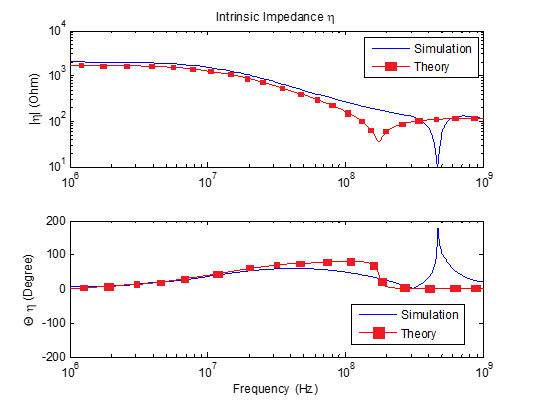 Intrinsic Impedance η
|η| (Ohm)
10^4
10^3
10^2
10^1
Simulation
Theory
10^6 10^7 10^8 10^9
Θ η (Degree)
200
100
0
-100
-200
Simulation
Theory
10^6 10^7 10^8 10^9
Frequency (Hz)